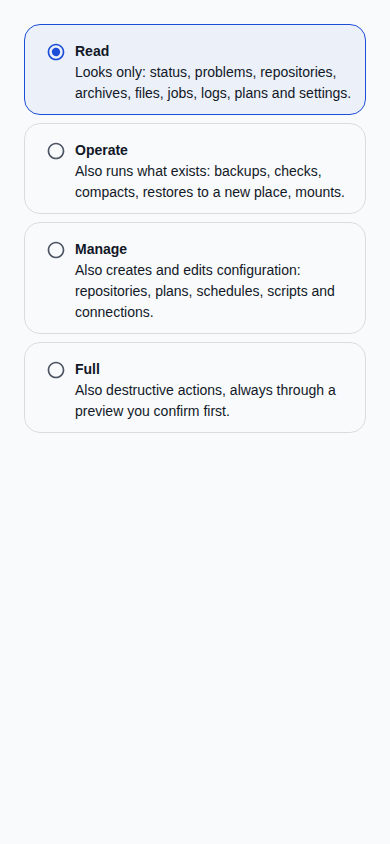 Read
Looks only: status, problems, repositories,
archives, files, jobs, logs, plans and settings.
Operate
Also runs what exists: backups, checks,
compacts, restores to a new place, mounts.
Manage
Also creates and edits configuration:
repositories, plans, schedules, scripts and
connections.
Full
Also destructive actions, always through a
preview you confirm first.